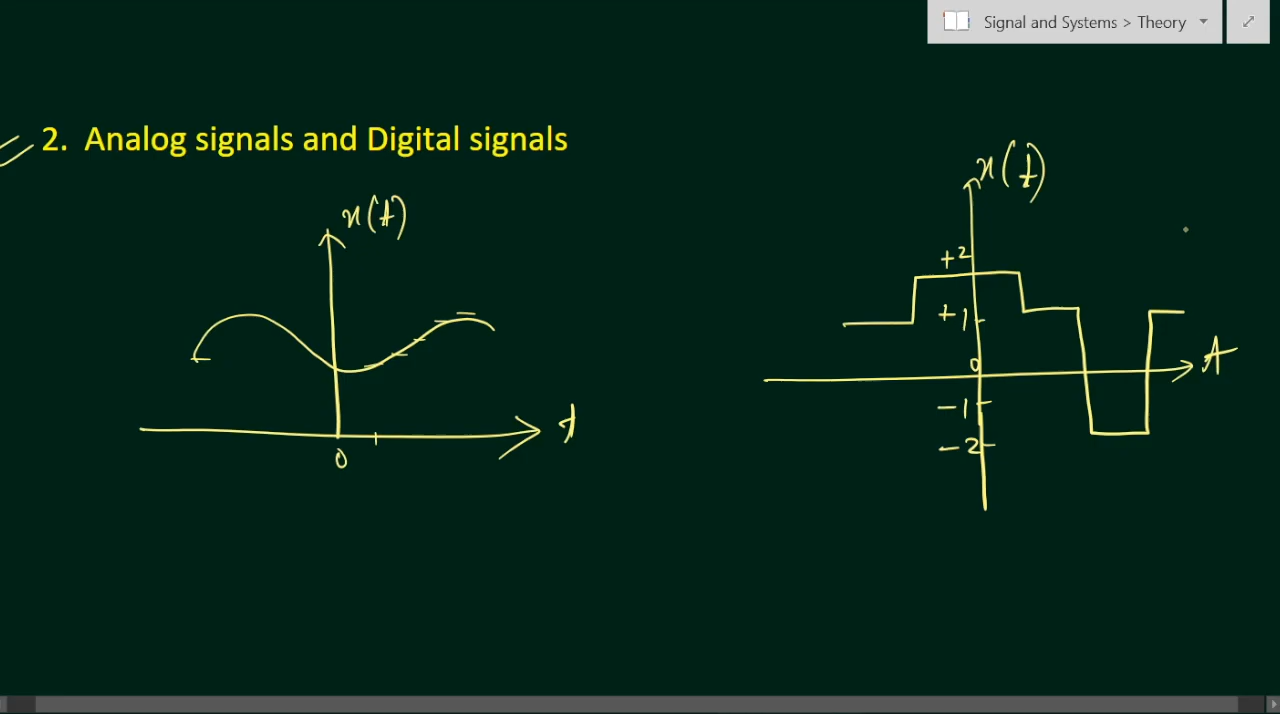 Signal and Systems > Theory
2. Analog signals and Digital signals
x(t)
t
0
x(t)
+2
+1
0
-1
-2
t